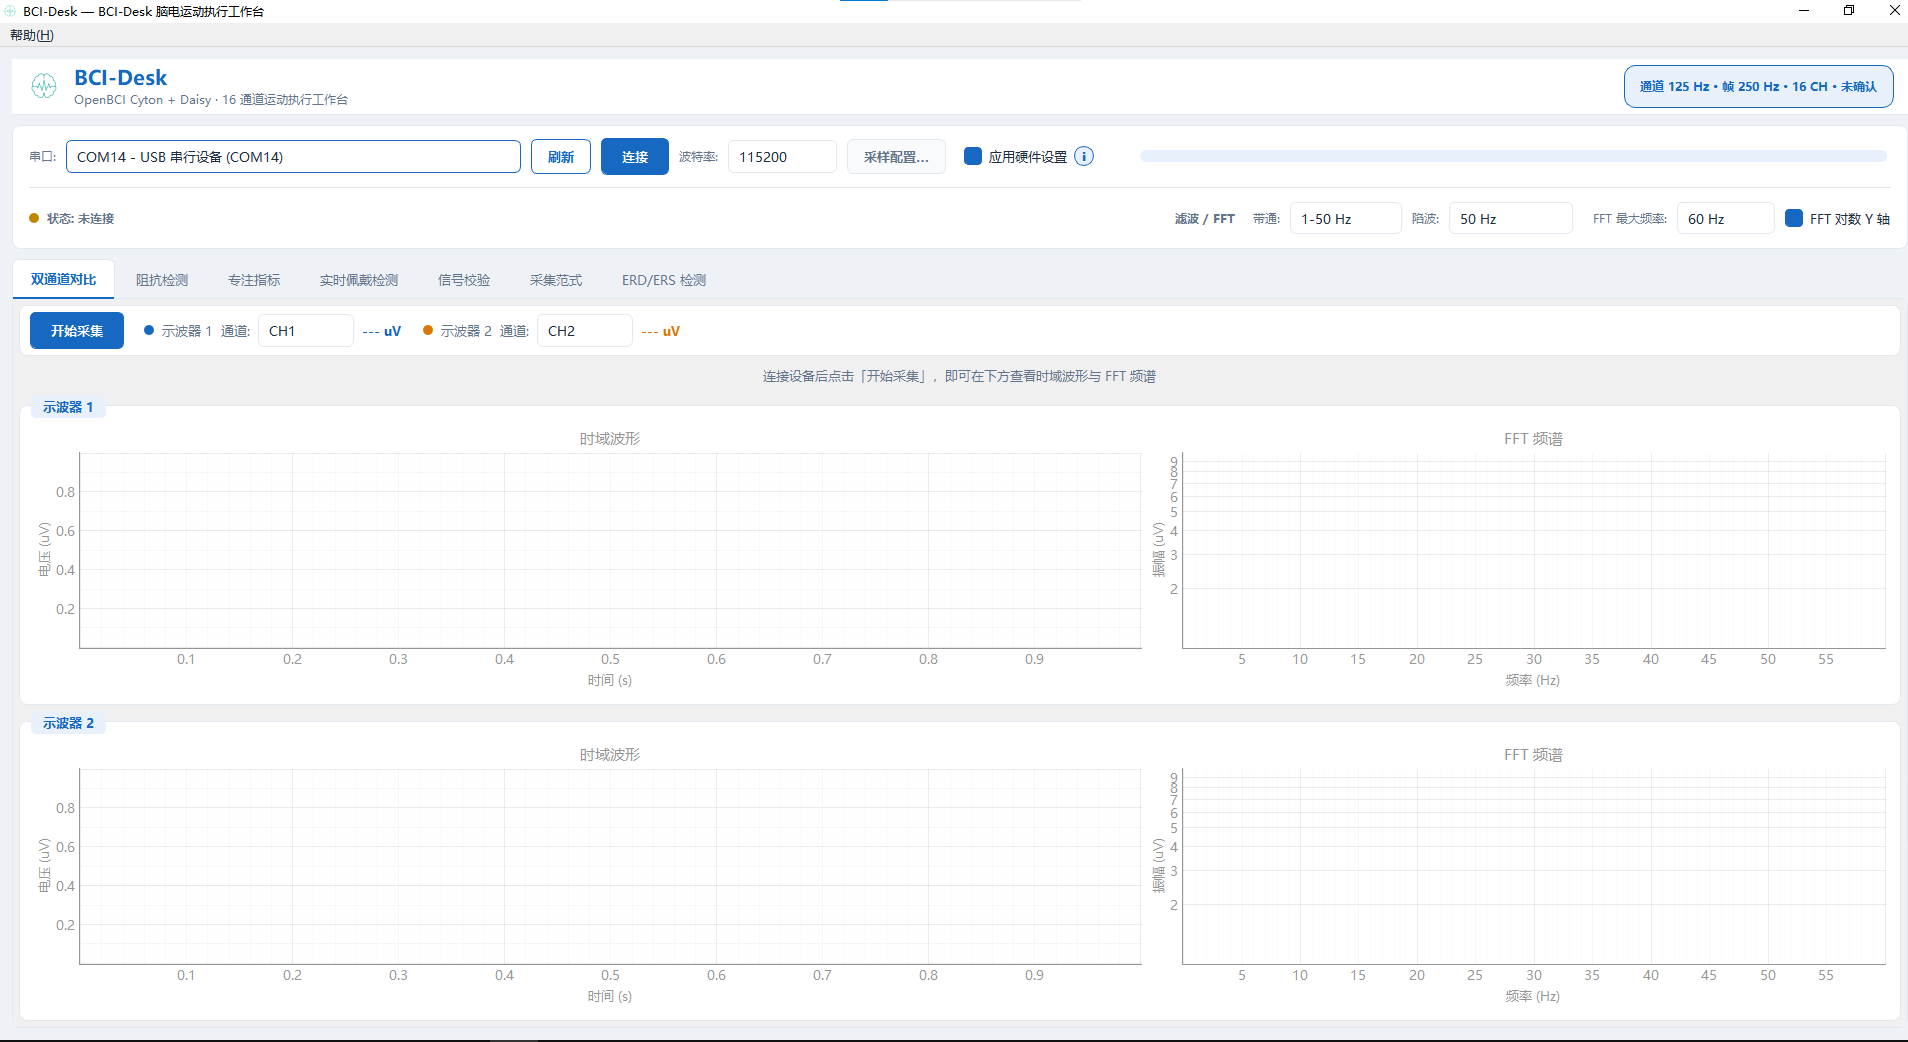 BCI-Desk — BCI-Desk 脑电运动执行工作台
帮助(H)
BCI-Desk
OpenBCI Cyton + Daisy · 16 通道运动执行工作台
通道 125 Hz • 帧 250 Hz • 16 CH • 未确认
串口: COM14 - USB 串行设备 (COM14) 刷新 连接 波特率: 115200 采样配置... 应用硬件设置 i
状态: 未连接 滤波 / FFT 带通: 1-50 Hz 陷波: 50 Hz FFT 最大频率: 60 Hz FFT 对数 Y 轴
双通道对比 阻抗检测 专注指标 实时佩戴检测 信号校验 采集范式 ERD/ERS 检测
开始采集 示波器 1 通道: CH1 --- uV 示波器 2 通道: CH2 --- uV
连接设备后点击「开始采集」，即可在下方查看时域波形与 FFT 频谱
示波器 1
时域波形
电压 (uV)
0.8
0.6
0.4
0.2
0.1 0.2 0.3 0.4 0.5 0.6 0.7 0.8 0.9
时间 (s)
FFT 频谱
振幅 (uV)
9
8
7
6
5
4
3
2
5 10 15 20 25 30 35 40 45 50 55
频率 (Hz)
示波器 2
时域波形
电压 (uV)
0.8
0.6
0.4
0.2
0.1 0.2 0.3 0.4 0.5 0.6 0.7 0.8 0.9
时间 (s)
FFT 频谱
振幅 (uV)
9
8
7
6
5
4
3
2
5 10 15 20 25 30 35 40 45 50 55
频率 (Hz)